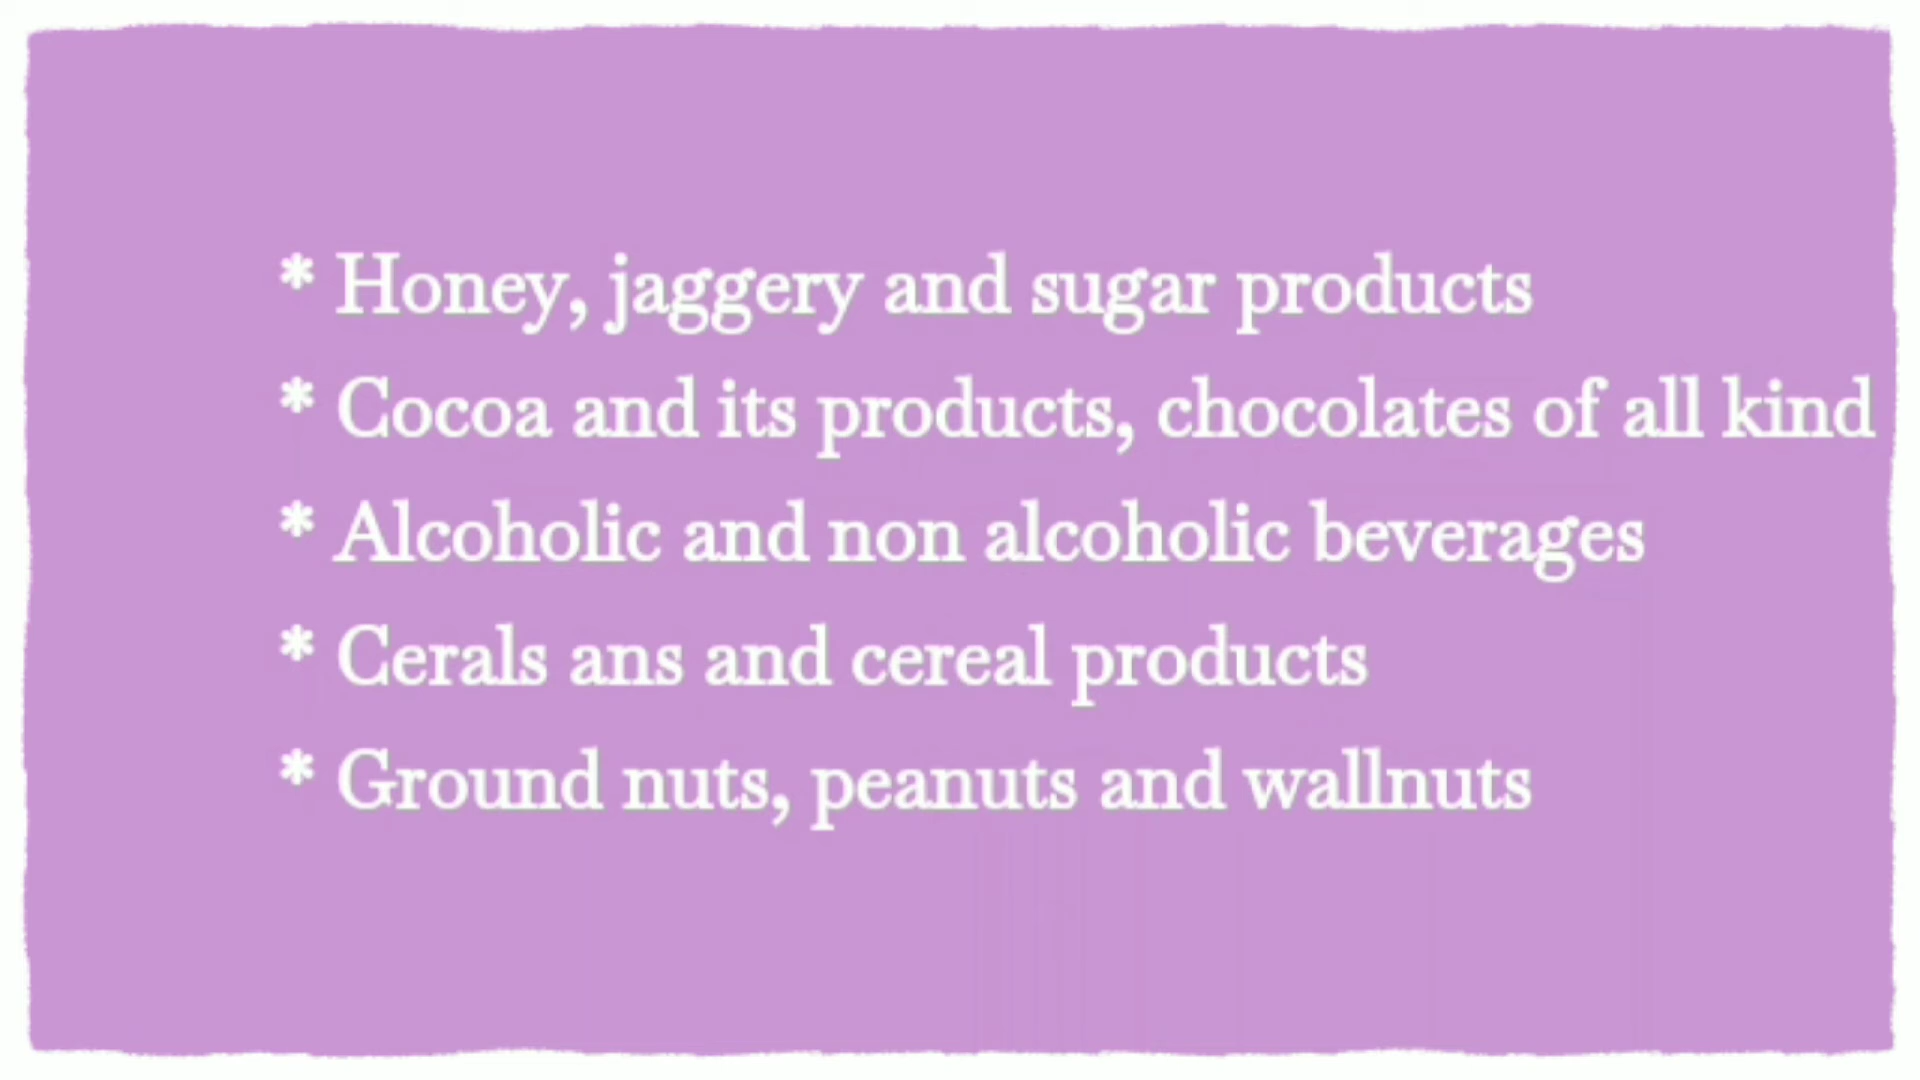 * Honey, jaggery and sugar products
* Cocoa and its products, chocolates of all kind
* Alcoholic and non alcoholic beverages
* Cerals ans and cereal products
* Ground nuts, peanuts and wallnuts